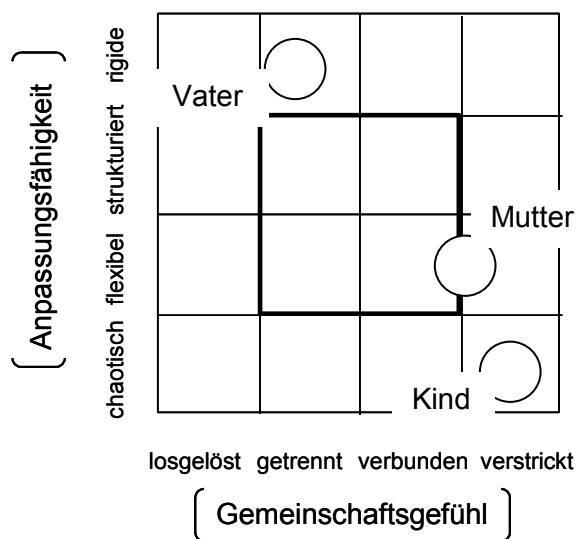 Anpassungsfähigkeit
rigide
strukturiert
flexibel
chaotisch
Vater
Mutter
Kind
losgelöst getrennt verbunden verstrickt
Gemeinschaftsgefühl